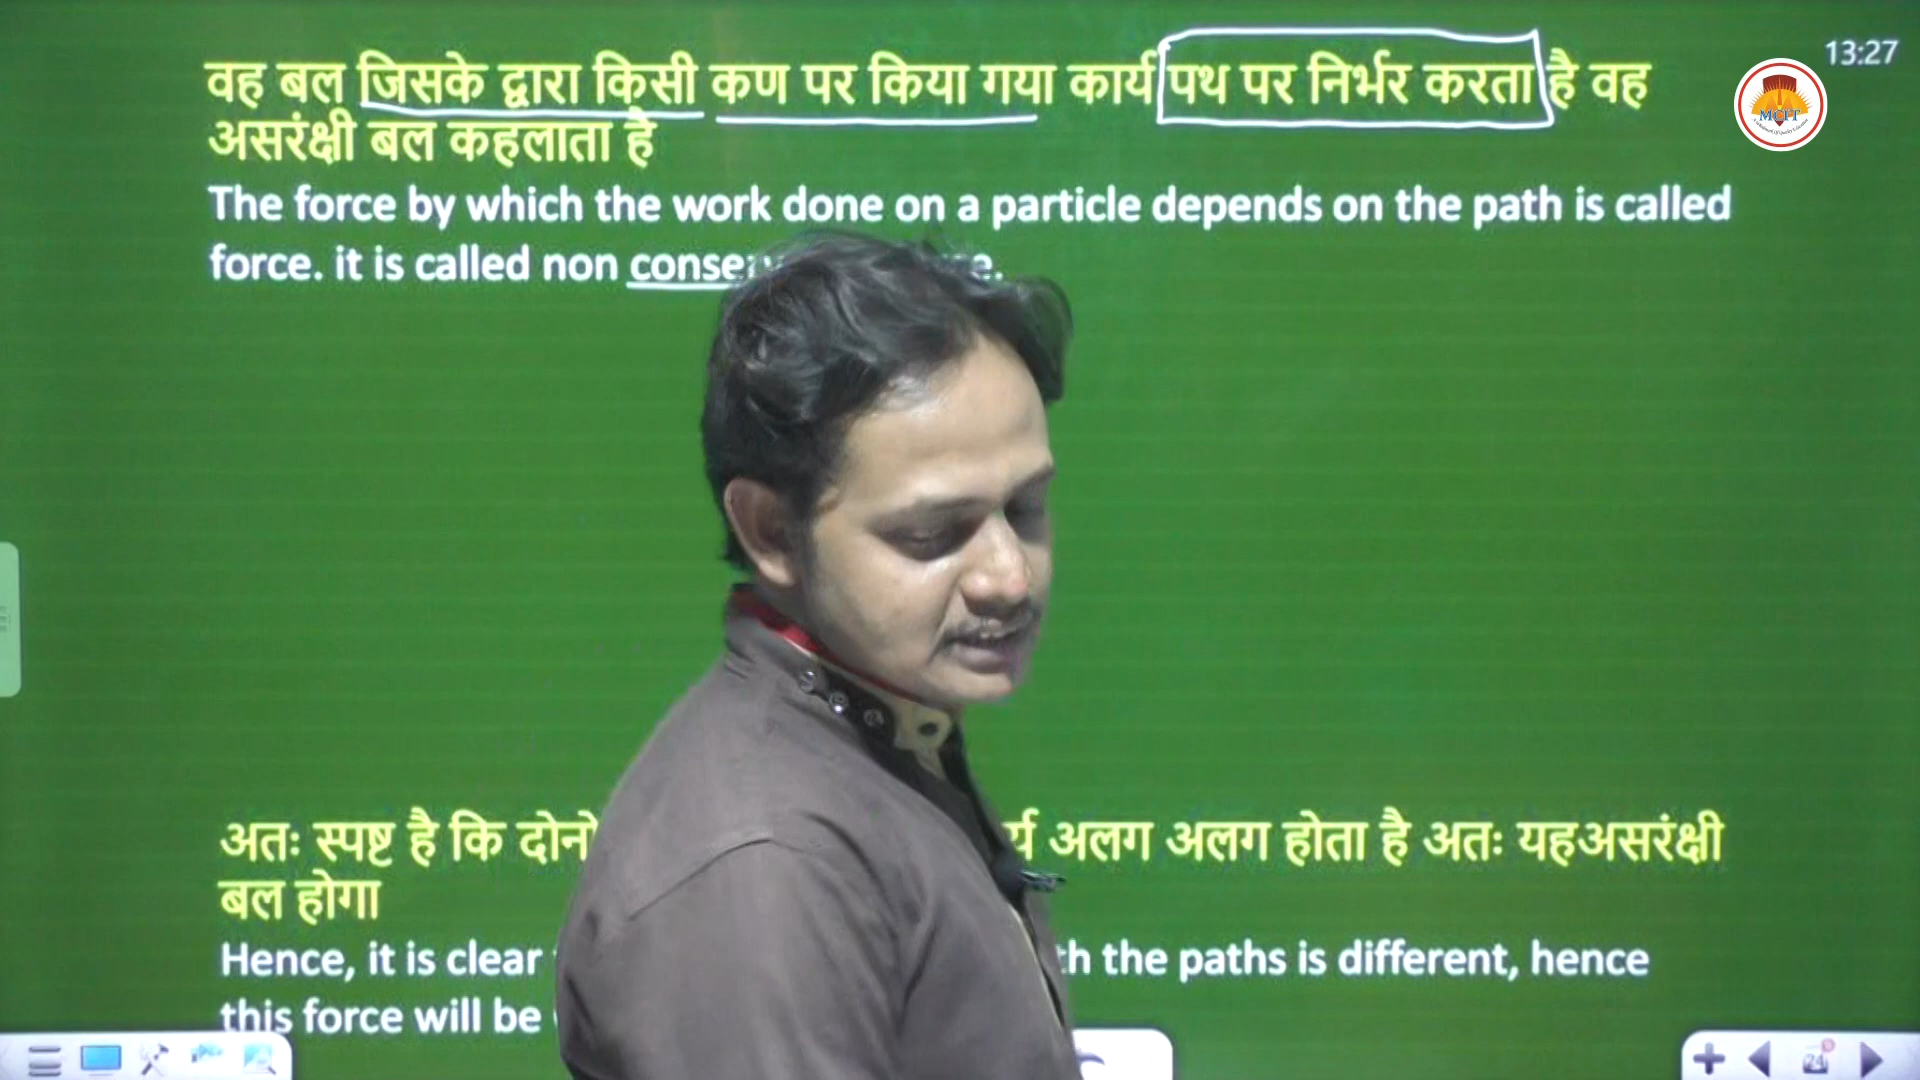 13:27
वह बल जिसके द्वारा किसी कण पर किया गया कार्य पथ पर निर्भर करता है वह
असरंक्षी बल कहलाता है
MCIT
The force by which the work done on a particle depends on the path is called
force. it is called non
अतः स्पष्ट है कि अलग अलग होता है अतः यहअसरंक्षी
बल होगा
Hence, it is clear the paths is different, hence
this force will be
24